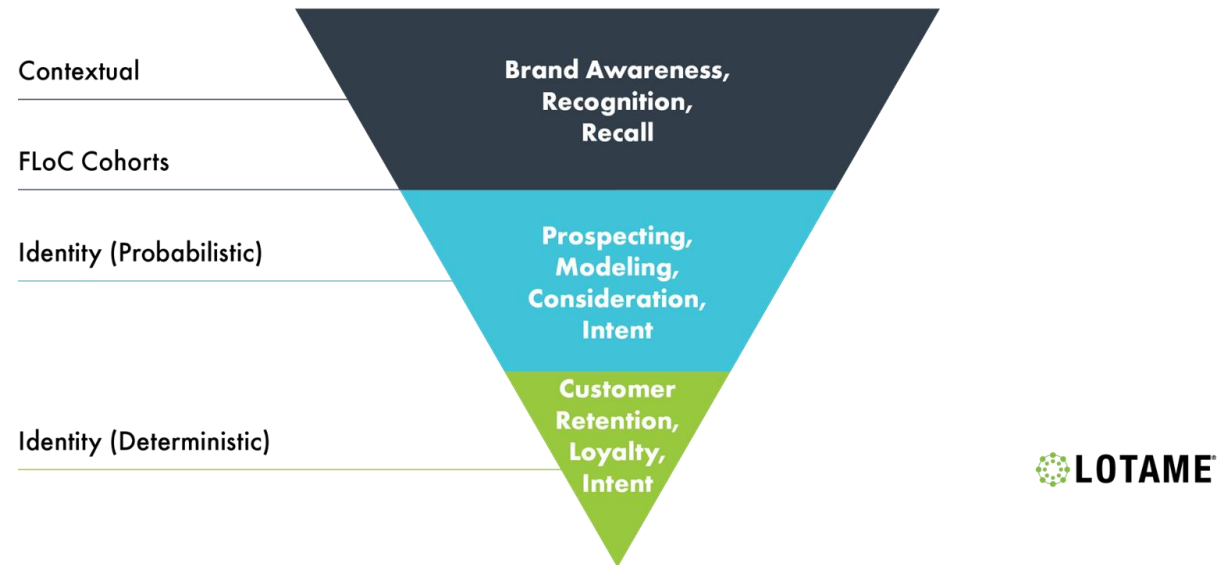 Contextual
FLoC Cohorts
Identity (Probabilistic)
Identity (Deterministic)
Brand Awareness,
Recognition,
Recall
Prospecting,
Modeling,
Consideration,
Intent
Customer
Retention,
Loyalty,
Intent
LOTAME